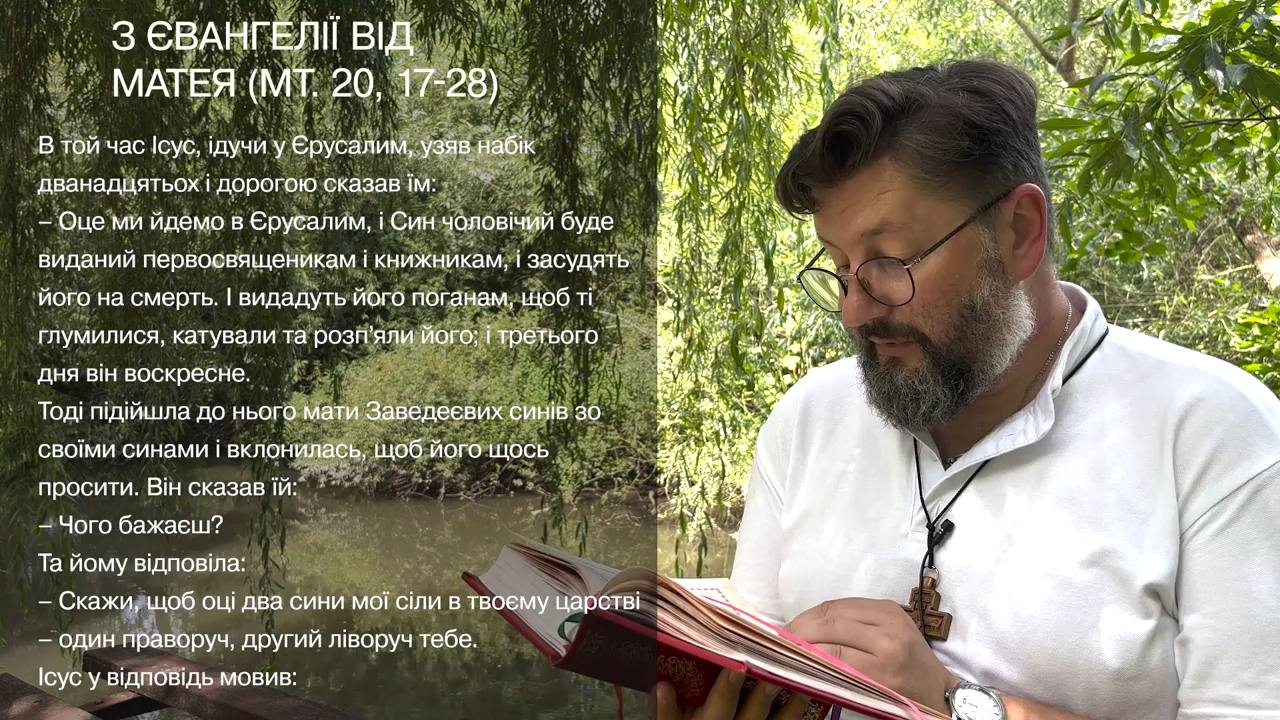 З ЄВАНГЕЛІЇ ВІД
МАТЕЯ (МТ. 20, 17-28)
В той час Ісус, ідучи у Єрусалим, узяв набік
дванадцятьох і дорогою сказав їм:
– Оце ми йдемо в Єрусалим, і Син чоловічий буде
виданий первосвященикам і книжникам, і засудять
його на смерть. І видадуть його поганам, щоб ті
глумилися, катували та розп’яли його; і третього
дня він воскресне.
Тоді підійшла до нього мати Заведеєвих синів зо
своїми синами і вклонилась, щоб його щось
просити. Він сказав їй:
– Чого бажаєш?
Та йому відповіла:
– Скажи, щоб оці два сини мої сіли в твоєму царстві
– один праворуч, другий ліворуч тебе.
Ісус у відповідь мовив: